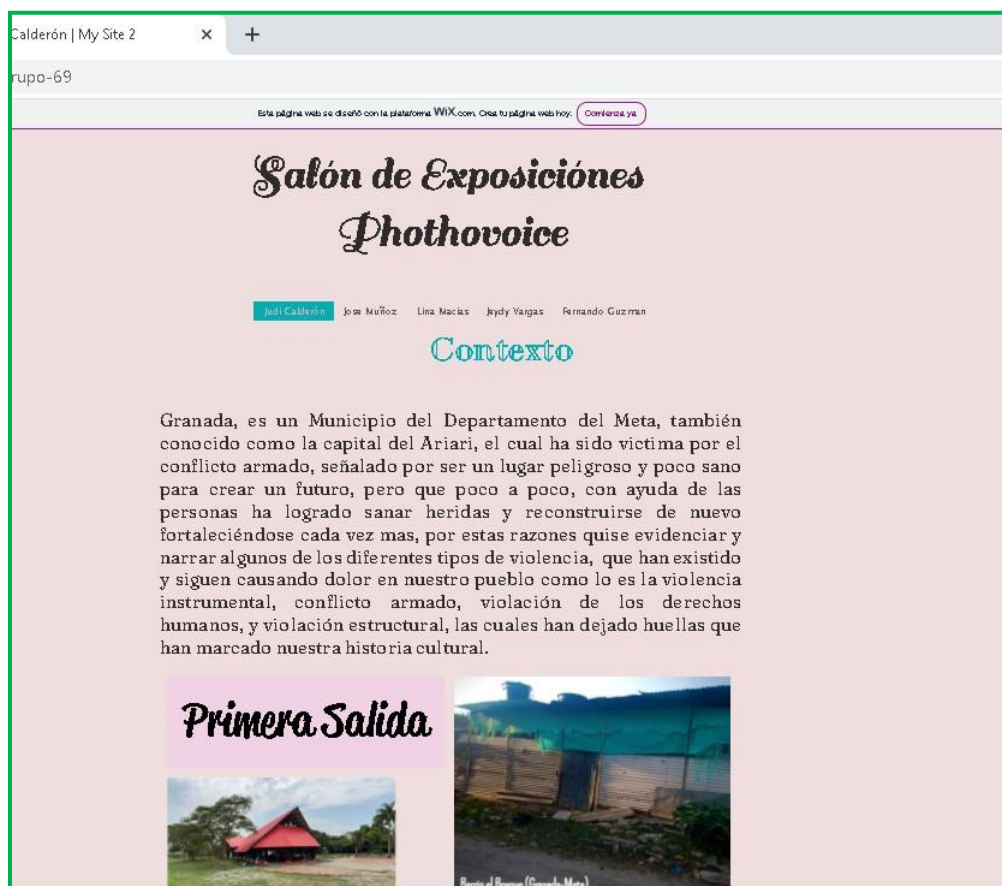 Calderón | My Site 2
rupo-69
Esta página web se diseñó con la plataforma WiX.com. Crea tu página web hoy. Comienza ya
Salón de Exposiciónes
Phothovoice
Judi Calderón Jose Muñoz Lina Macias Jeydy Vargas Fernando Guzman
Contexto
Granada, es un Municipio del Departamento del Meta, también
conocido como la capital del Ariari, el cual ha sido victima por el
conflicto armado, señalado por ser un lugar peligroso y poco sano
para crear un futuro, pero que poco a poco, con ayuda de las
personas ha logrado sanar heridas y reconstruirse de nuevo
fortaleciéndose cada vez mas, por estas razones quise evidenciar y
narrar algunos de los diferentes tipos de violencia, que han existido
y siguen causando dolor en nuestro pueblo como lo es la violencia
instrumental, conflicto armado, violación de los derechos
humanos, y violación estructural, las cuales han dejado huellas que
han marcado nuestra historia cultural.
Primera Salida
Barrio el Bosque (Granada-Meta)